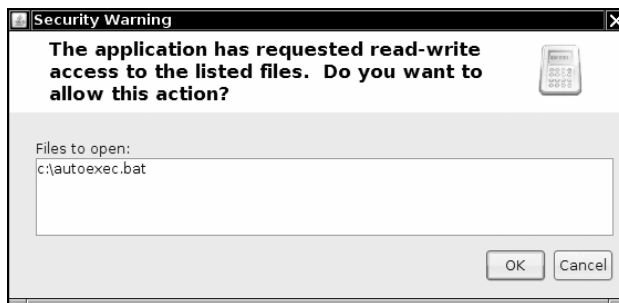 Security Warning
The application has requested read-write
access to the listed files. Do you want to
allow this action?
Files to open:
c:\autoexec.bat
OK
Cancel